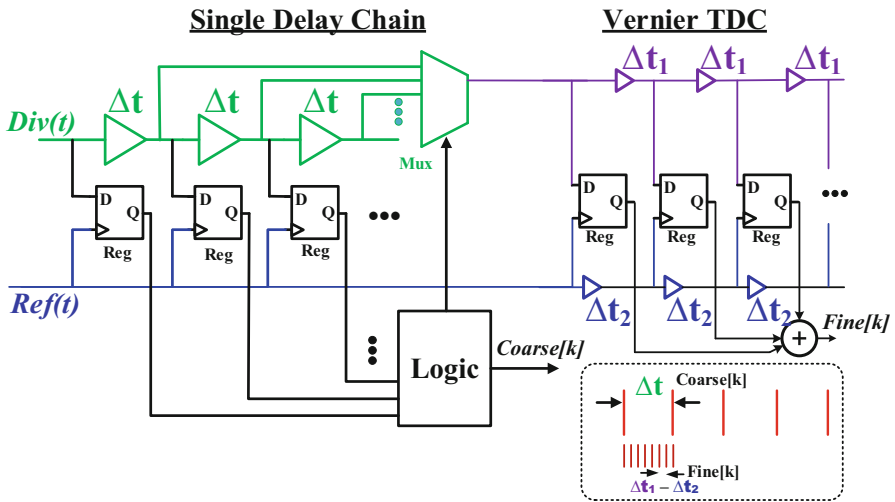 Single Delay Chain
Vernier TDC
Δt
Δt
Δt
Div(t)
Mux
Δt₁
Δt₁
Δt₁
D
Q
Reg
D
Q
Reg
D
Q
Reg
D
Q
Reg
D
Q
Reg
D
Q
Reg
Ref(t)
Δt₂
Δt₂
Δt₂
Logic
Coarse[k]
+
Fine[k]
Δt
Coarse[k]
Fine[k]
Δt₁ − Δt₂